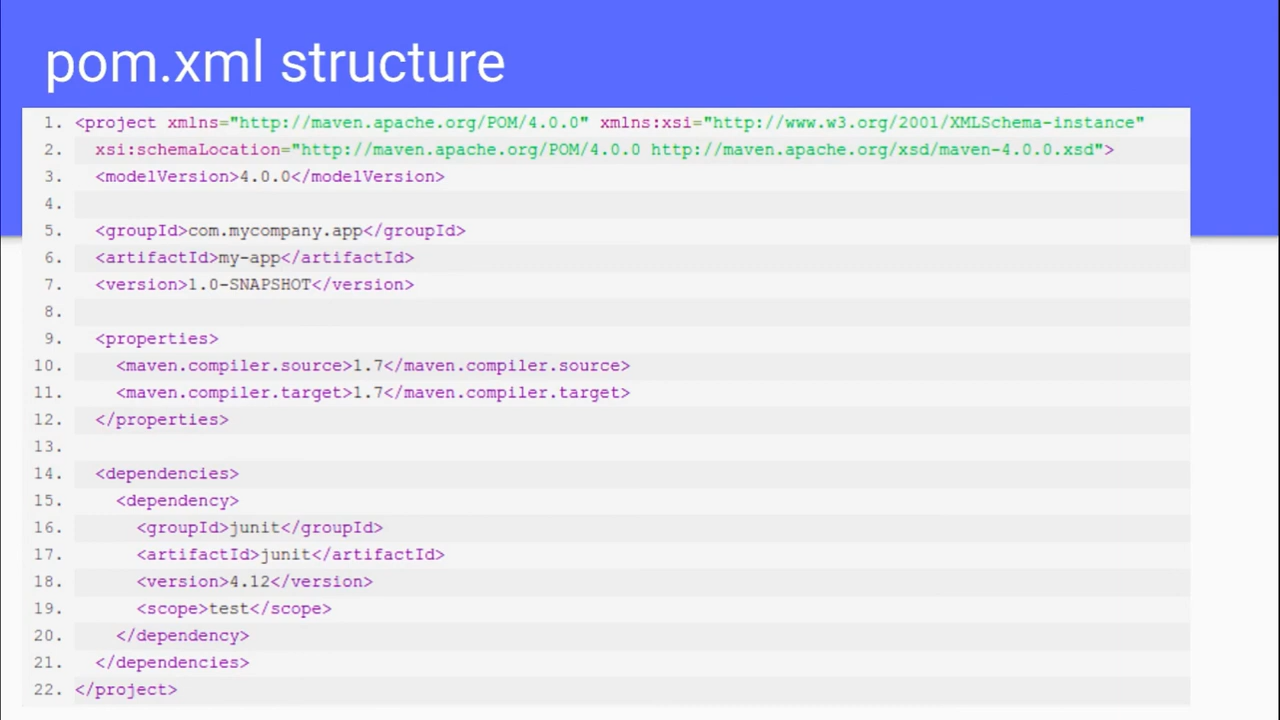 pom.xml structure
1. <project xmlns="http://maven.apache.org/POM/4.0.0" xmlns:xsi="http://www.w3.org/2001/XMLSchema-instance"
2. xsi:schemaLocation="http://maven.apache.org/POM/4.0.0 http://maven.apache.org/xsd/maven-4.0.0.xsd">
3. <modelVersion>4.0.0</modelVersion>
4.
5. <groupId>com.mycompany.app</groupId>
6. <artifactId>my-app</artifactId>
7. <version>1.0-SNAPSHOT</version>
8.
9. <properties>
10. <maven.compiler.source>1.7</maven.compiler.source>
11. <maven.compiler.target>1.7</maven.compiler.target>
12. </properties>
13.
14. <dependencies>
15. <dependency>
16. <groupId>junit</groupId>
17. <artifactId>junit</artifactId>
18. <version>4.12</version>
19. <scope>test</scope>
20. </dependency>
21. </dependencies>
22. </project>